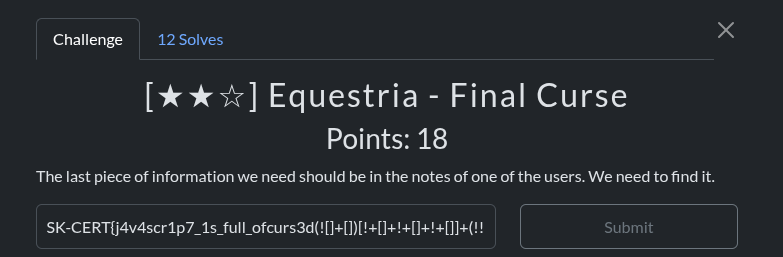 Challenge
12 Solves
[★★☆] Equestria - Final Curse
Points: 18
The last piece of information we need should be in the notes of one of the users. We need to find it.
SK-CERT{j4v4scr1p7_1s_full_ofcurs3d(![]+[])[!+[]+!+[]+!+[]]+(!!
Submit